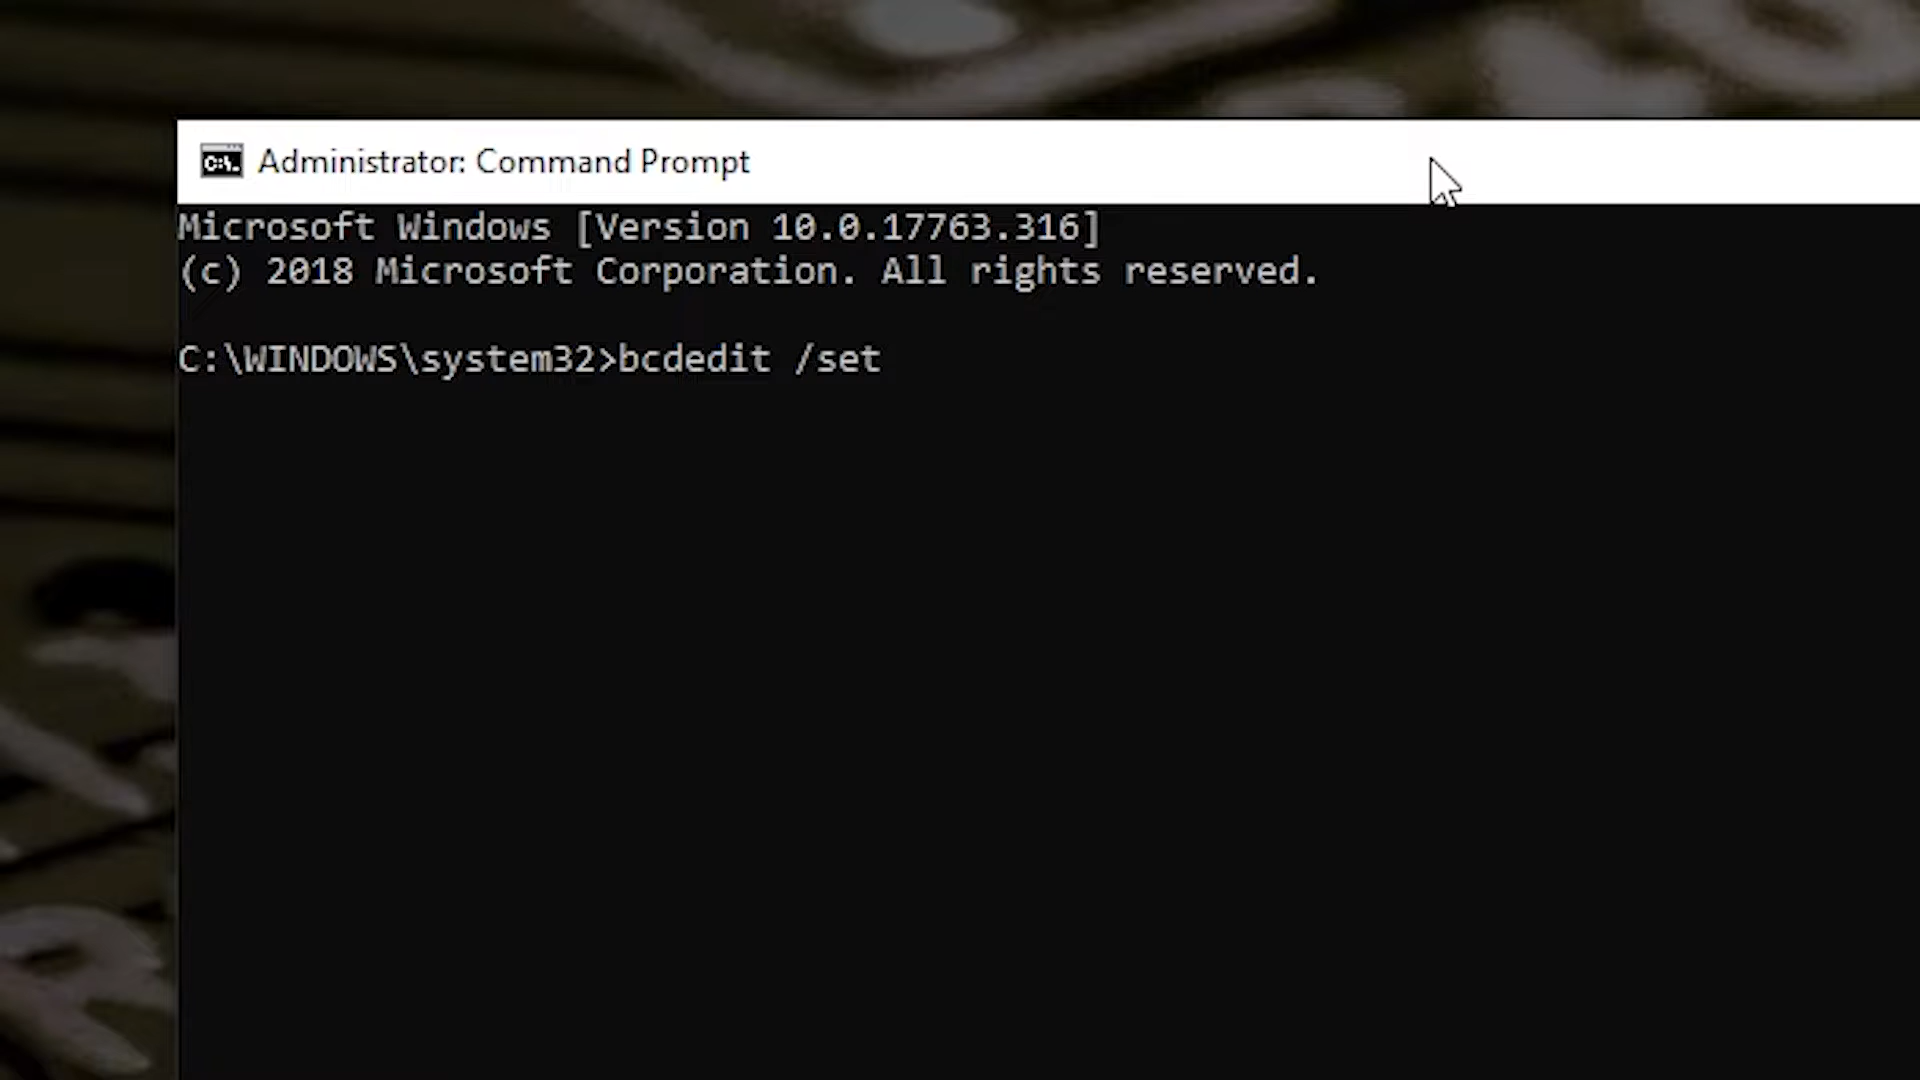 Administrator: Command Prompt
Microsoft Windows [Version 10.0.17763.316]
(c) 2018 Microsoft Corporation. All rights reserved.
C:\WINDOWS\system32>bcdedit /set